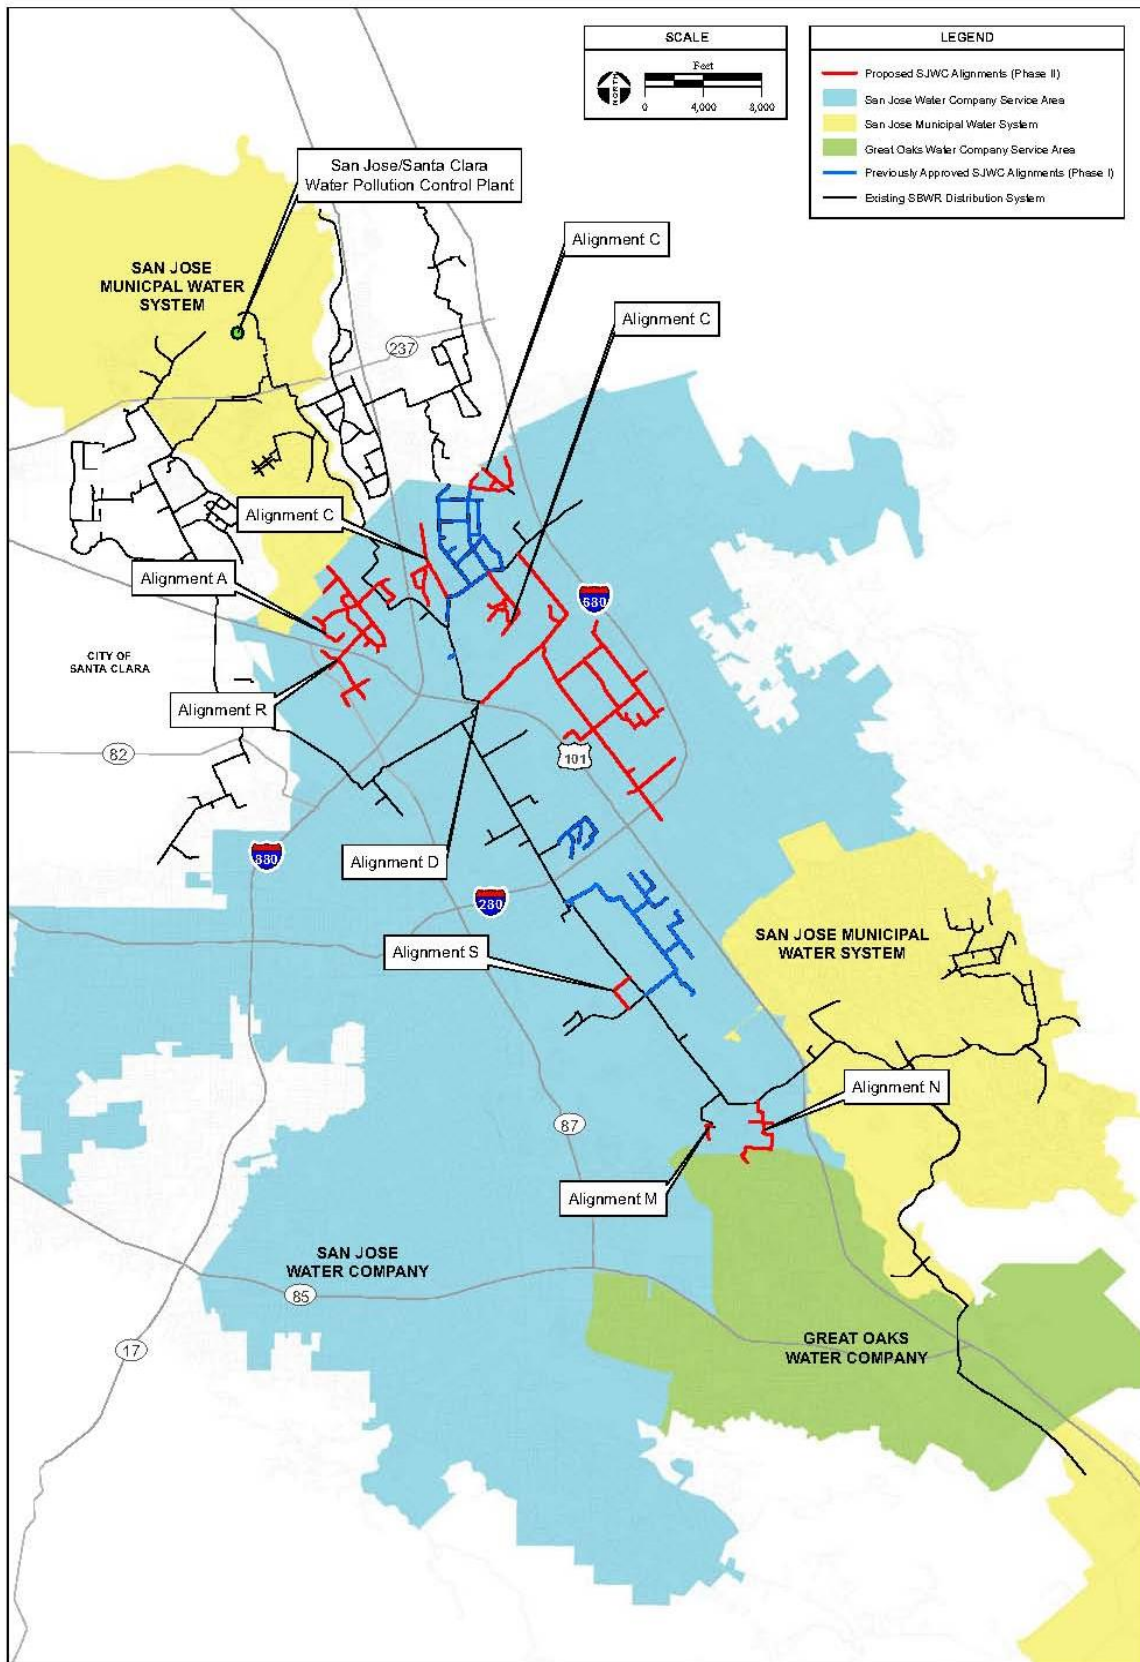 SCALE
Feet
NORTH
0 4,000 8,000
LEGEND
Proposed SJWC Alignments (Phase II)
San Jose Water Company Service Area
San Jose Municipal Water System
Great Oaks Water Company Service Area
Previously Approved SJWC Alignments (Phase I)
Existing SBWR Distribution System
San Jose/Santa Clara
Water Pollution Control Plant
Alignment C
SAN JOSE
MUNICPAL WATER
SYSTEM
Alignment C
237
Alignment C
Alignment A
680
CITY OF
SANTA CLARA
Alignment R
82
101
880
Alignment D
280
Alignment S
SAN JOSE MUNICIPAL
WATER SYSTEM
Alignment N
87
Alignment M
SAN JOSE
WATER COMPANY
85
17
GREAT OAKS
WATER COMPANY